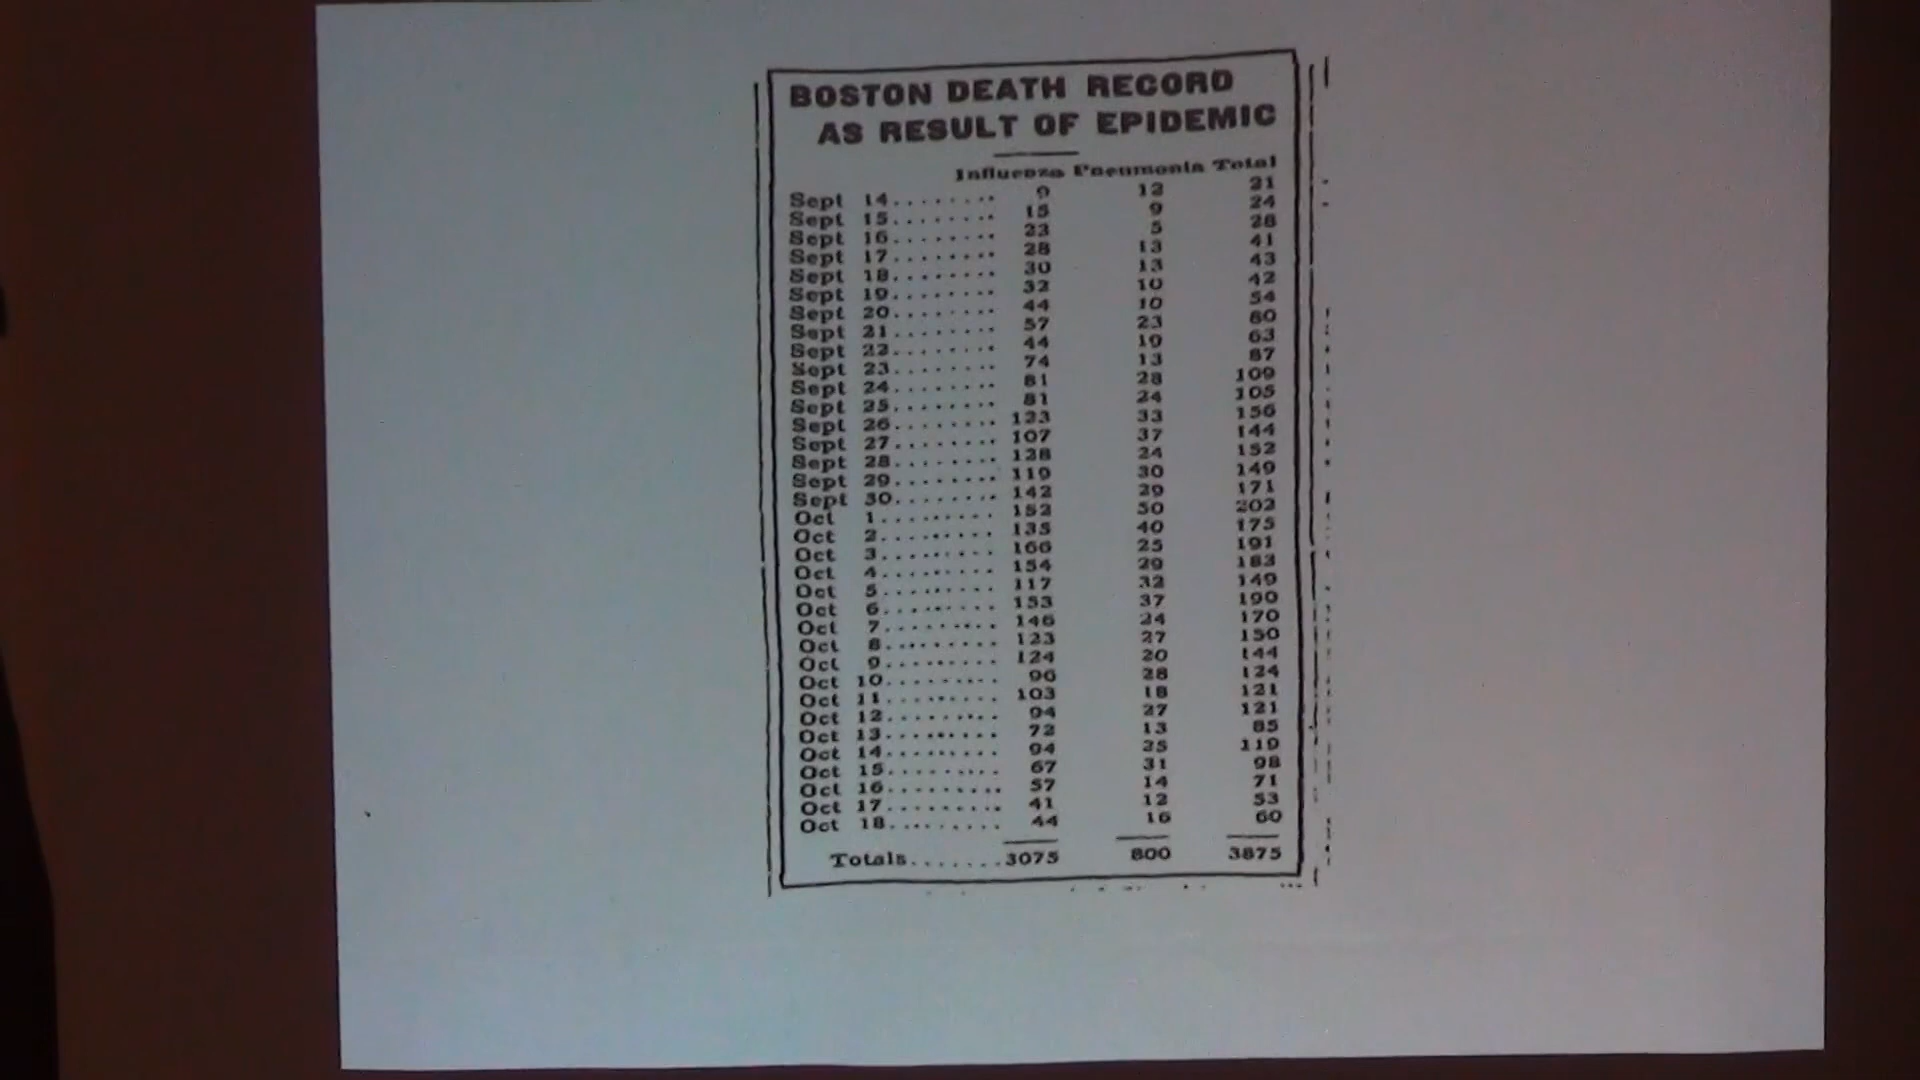 BOSTON DEATH RECORD
AS RESULT OF EPIDEMIC
Influenza Pneumonia Total
Sept 14........ 9 12 21
Sept 15........ 15 9 24
Sept 16........ 23 5 28
Sept 17........ 28 13 41
Sept 18........ 30 13 43
Sept 19........ 32 10 42
Sept 20........ 44 10 54
Sept 21........ 57 23 80
Sept 22........ 44 19 63
Sept 23........ 74 13 87
Sept 24........ 81 28 109
Sept 25........ 81 24 105
Sept 26........ 123 33 156
Sept 27........ 107 37 144
Sept 28........ 128 24 152
Sept 29........ 119 30 149
Sept 30........ 142 29 171
Oct 1.......... 152 50 202
Oct 2.......... 135 40 175
Oct 3.......... 166 25 191
Oct 4.......... 154 29 183
Oct 5.......... 117 32 149
Oct 6.......... 153 37 190
Oct 7.......... 146 24 170
Oct 8.......... 123 27 150
Oct 9.......... 124 20 144
Oct 10......... 96 28 124
Oct 11......... 103 18 121
Oct 12......... 94 27 121
Oct 13......... 72 13 85
Oct 14......... 94 25 119
Oct 15......... 67 31 98
Oct 16......... 57 14 71
Oct 17......... 41 12 53
Oct 18......... 44 16 60
Totals.......3075 800 3875